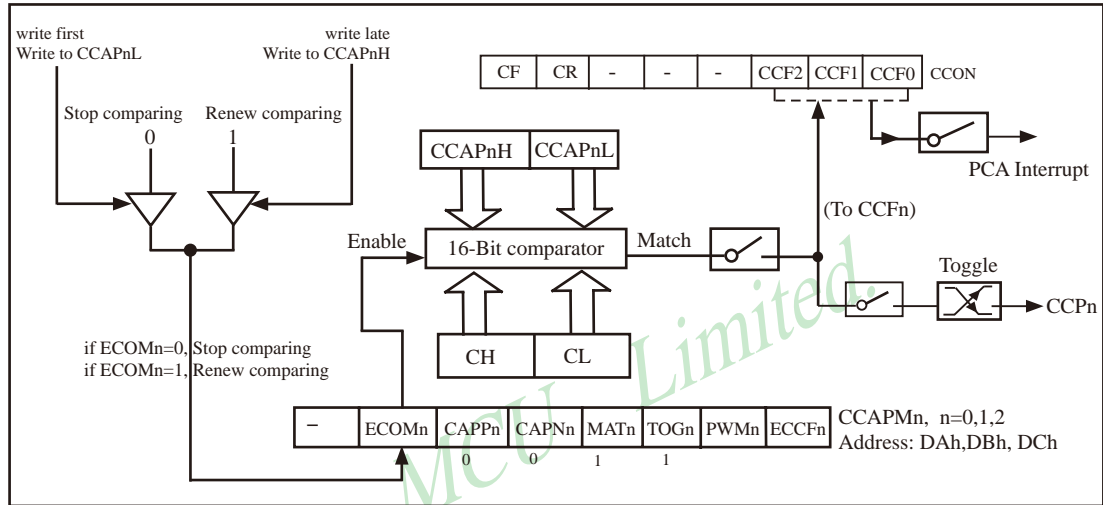 write first
Write to CCAPnL
write late
Write to CCAPnH
CF CR - - - CCF2 CCF1 CCF0 CCON
Stop comparing
0
Renew comparing
1
CCAPnH CCAPnL
PCA Interrupt
(To CCFn)
Enable
16-Bit comparator
Match
Toggle
CCPn
CH CL
if ECOMn=0, Stop comparing
if ECOMn=1, Renew comparing
- ECOMn CAPPn CAPNn MATn TOGn PWMn ECCFn
0 0 1 1
CCAPMn, n=0,1,2
Address: DAh,DBh, DCh
MCU Limited.